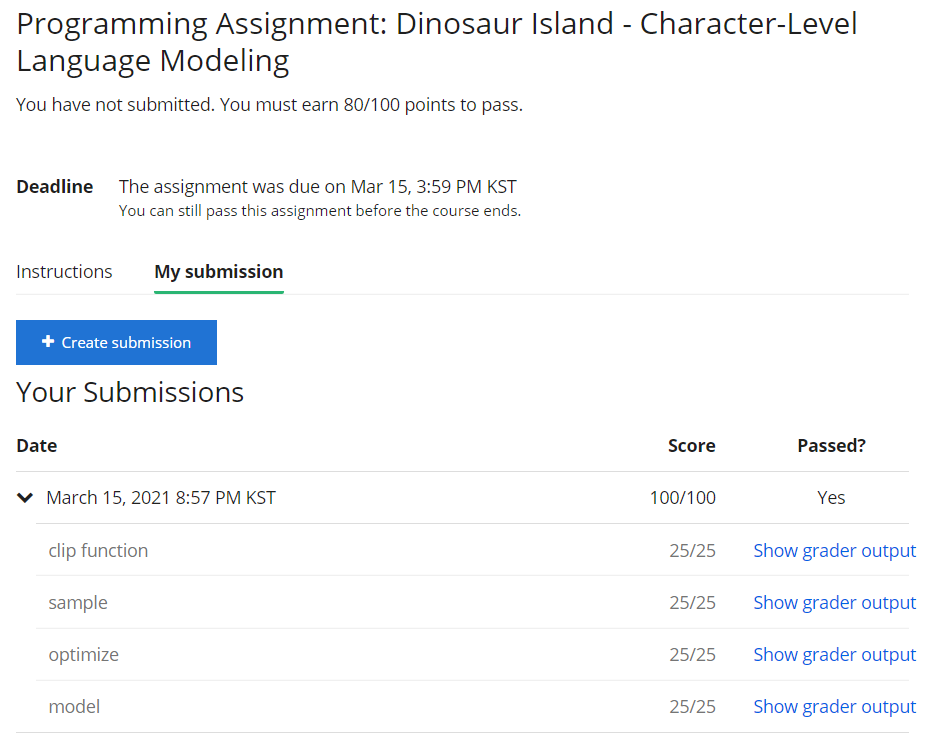 Programming Assignment: Dinosaur Island - Character-Level
Language Modeling
You have not submitted. You must earn 80/100 points to pass.
Deadline The assignment was due on Mar 15, 3:59 PM KST
You can still pass this assignment before the course ends.
Instructions My submission
+ Create submission
Your Submissions
Date Score Passed?
March 15, 2021 8:57 PM KST 100/100 Yes
clip function 25/25 Show grader output
sample 25/25 Show grader output
optimize 25/25 Show grader output
model 25/25 Show grader output